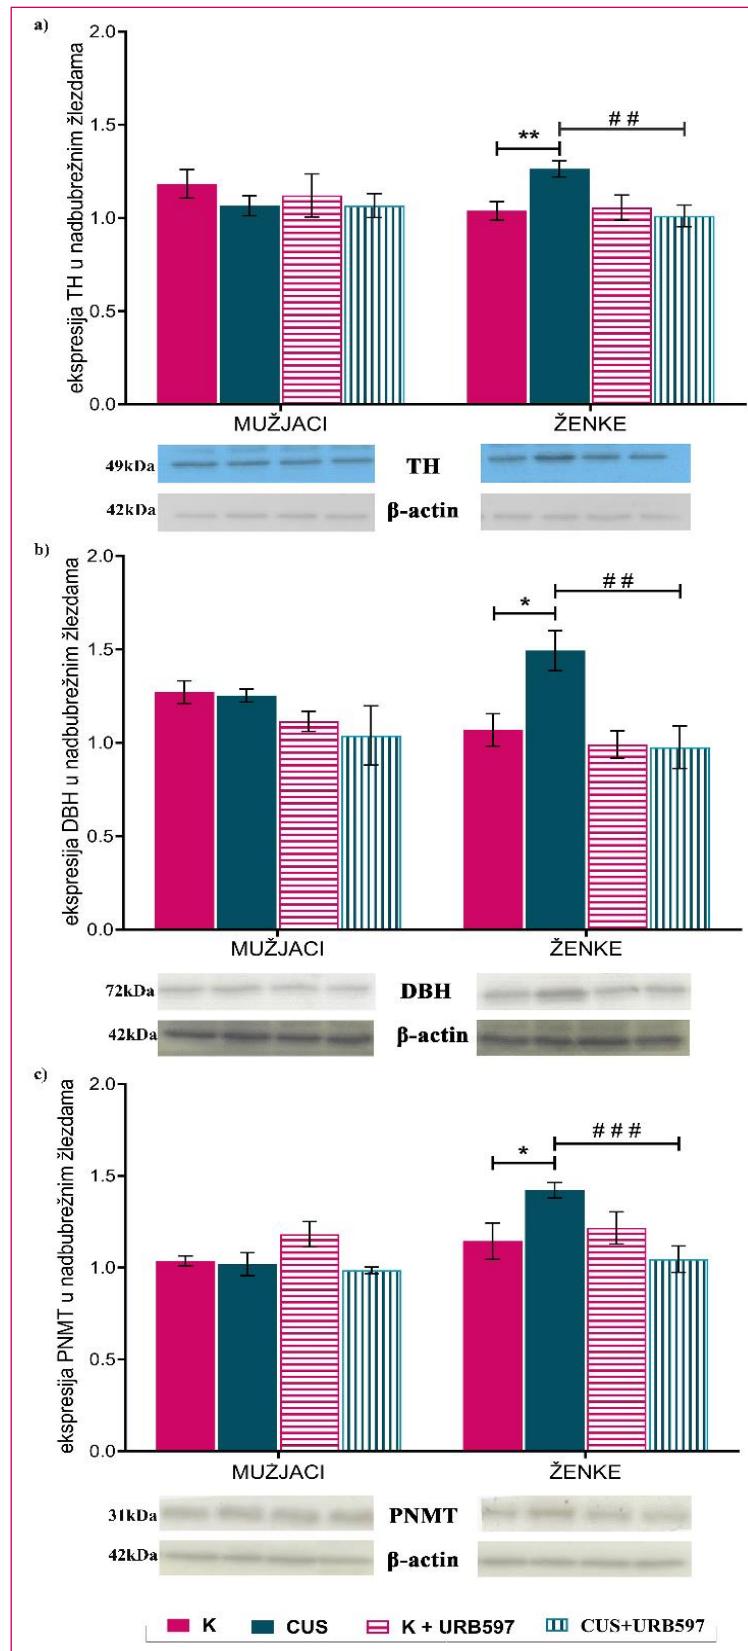 a)
ekspresija TH u nadbubrežnim žlezdama
2.0
1.5
1.0
0.5
0.0
**
# #
MUŽJACI ŽENKE
49kDa TH
42kDa β-actin
b)
ekspresija DBH u nadbubrežnim žlezdama
2.0
1.5
1.0
0.5
0.0
*
# #
MUŽJACI ŽENKE
72kDa DBH
42kDa β-actin
c)
ekspresija PNMT u nadbubrežnim žlezdama
2.0
1.5
1.0
0.5
0.0
*
# # #
MUŽJACI ŽENKE
31kDa PNMT
42kDa β-actin
K CUS K + URB597 CUS+URB597